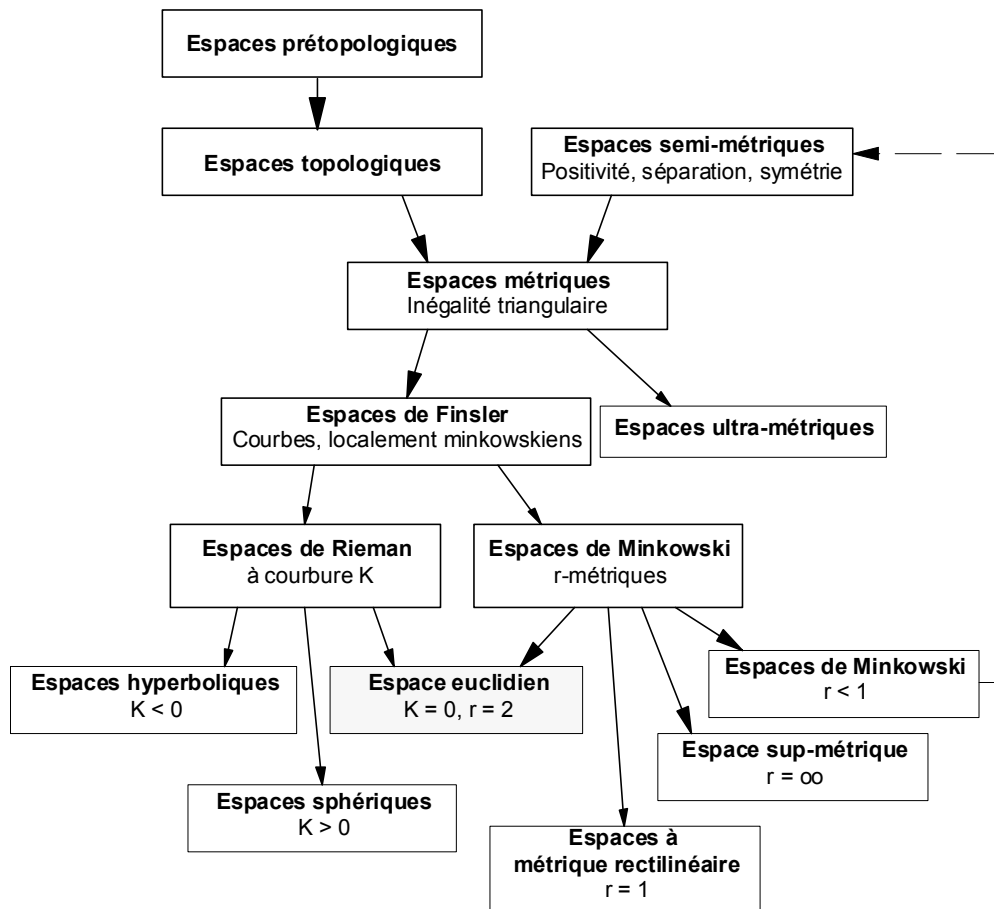 Espaces prétopologiques
Espaces topologiques
Espaces semi-métriques
Positivité, séparation, symétrie
Espaces métriques
Inégalité triangulaire
Espaces de Finsler
Courbes, localement minkowskiens
Espaces ultra-métriques
Espaces de Rieman
à courbure K
Espaces de Minkowski
r-métriques
Espaces hyperboliques
K < 0
Espace euclidien
K = 0, r = 2
Espaces de Minkowski
r < 1
Espace sup-métrique
r = ∞
Espaces sphériques
K > 0
Espaces à
métrique rectilinéaire
r = 1